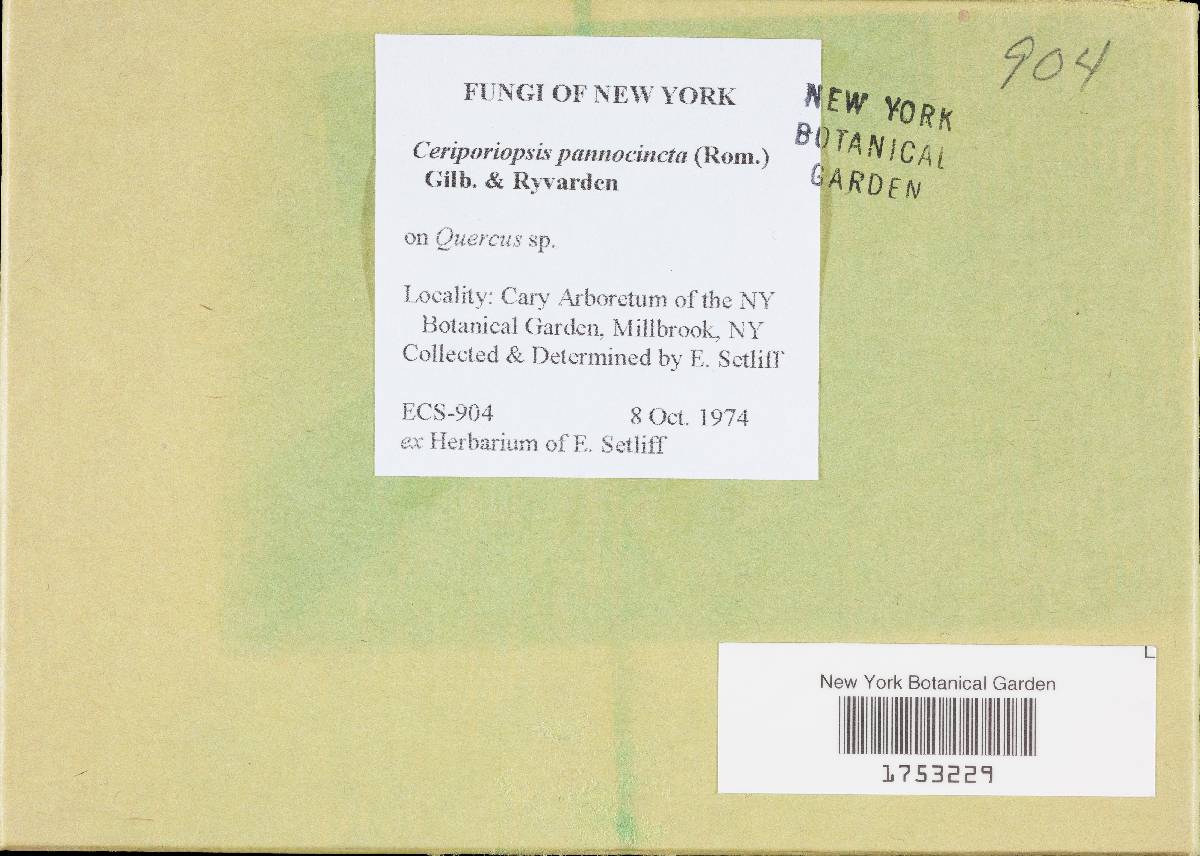 904
NEW YORK
BOTANICAL
GARDEN
FUNGI OF NEW YORK
Ceriporiopsis pannocincta (Rom.)
Gilb. & Ryvarden
on Quercus sp.
Locality: Cary Arboretum of the NY
Botanical Garden, Millbrook, NY
Collected & Determined by E. Setliff
ECS-904 8 Oct. 1974
ex Herbarium of E. Setliff
New York Botanical Garden
1753229